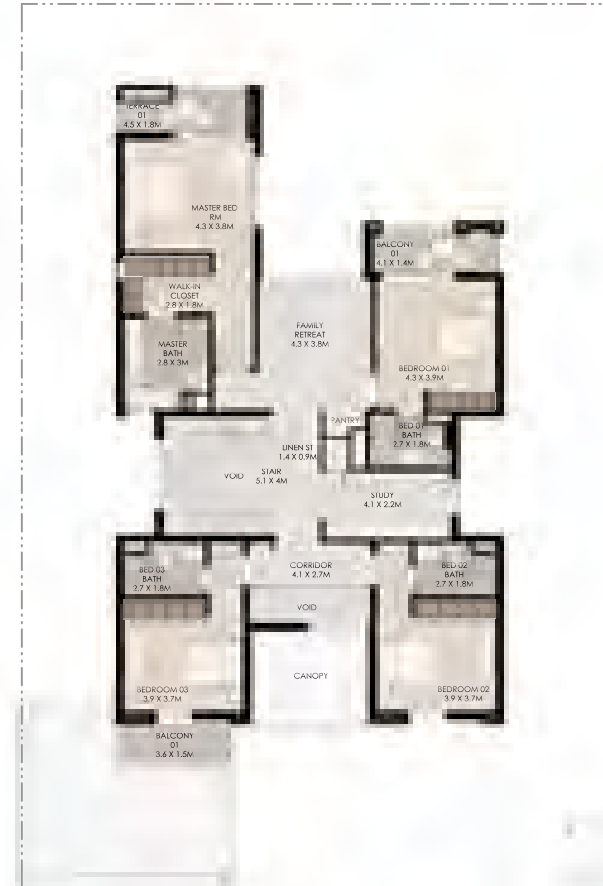 TERRACE
01
4.5 X 1.8M
MASTER BED
RM
4.3 X 3.8M
BALCONY
01
4.1 X 1.4M
WALK-IN
CLOSET
2.8 X 1.8M
FAMILY
RETREAT
4.3 X 3.8M
MASTER
BATH
2.8 X 3M
BEDROOM 01
4.3 X 3.9M
PANTRY
BED 01
BATH
2.7 X 1.8M
LINEN ST
1.4 X 0.9M
VOID
STAIR
5.1 X 4M
STUDY
4.1 X 2.2M
BED 03
BATH
2.7 X 1.8M
CORRIDOR
4.1 X 2.7M
BED 02
BATH
2.7 X 1.8M
VOID
CANOPY
BEDROOM 03
3.9 X 3.7M
BEDROOM 02
3.9 X 3.7M
BALCONY
01
3.6 X 1.5M